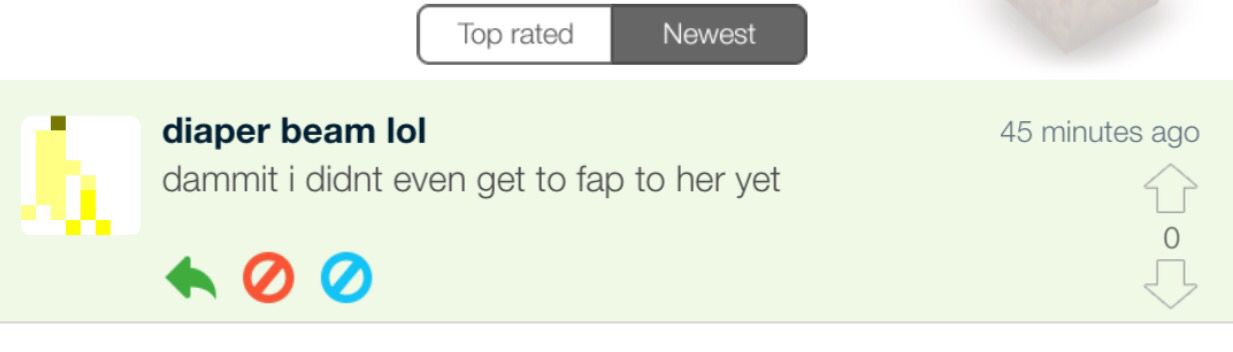 Top rated
Newest
diaper beam lol
45 minutes ago
dammit i didnt even get to fap to her yet
0